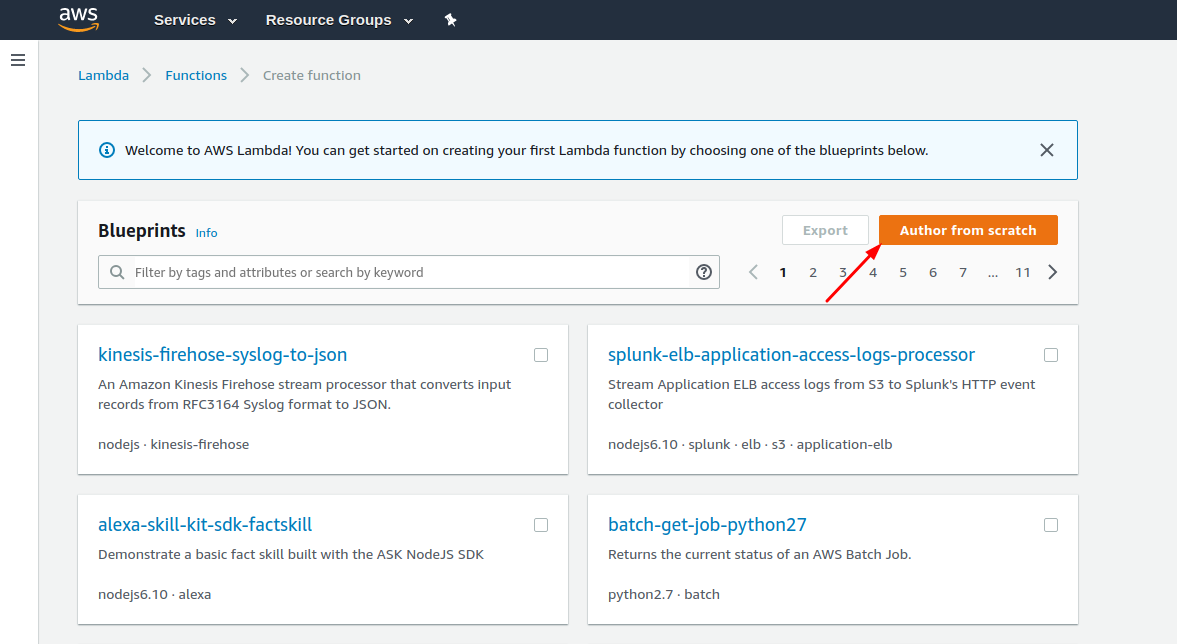 aws Services Resource Groups
Lambda Functions Create function
Welcome to AWS Lambda! You can get started on creating your first Lambda function by choosing one of the blueprints below.
Blueprints Info Export Author from scratch
Filter by tags and attributes or search by keyword 1 2 3 4 5 6 7 ... 11
kinesis-firehose-syslog-to-json
An Amazon Kinesis Firehose stream processor that converts input
records from RFC3164 Syslog format to JSON.
nodejs · kinesis-firehose
splunk-elb-application-access-logs-processor
Stream Application ELB access logs from S3 to Splunk's HTTP event
collector
nodejs6.10 · splunk · elb · s3 · application-elb
alexa-skill-kit-sdk-factskill
Demonstrate a basic fact skill built with the ASK NodeJS SDK
nodejs6.10 · alexa
batch-get-job-python27
Returns the current status of an AWS Batch Job.
python2.7 · batch